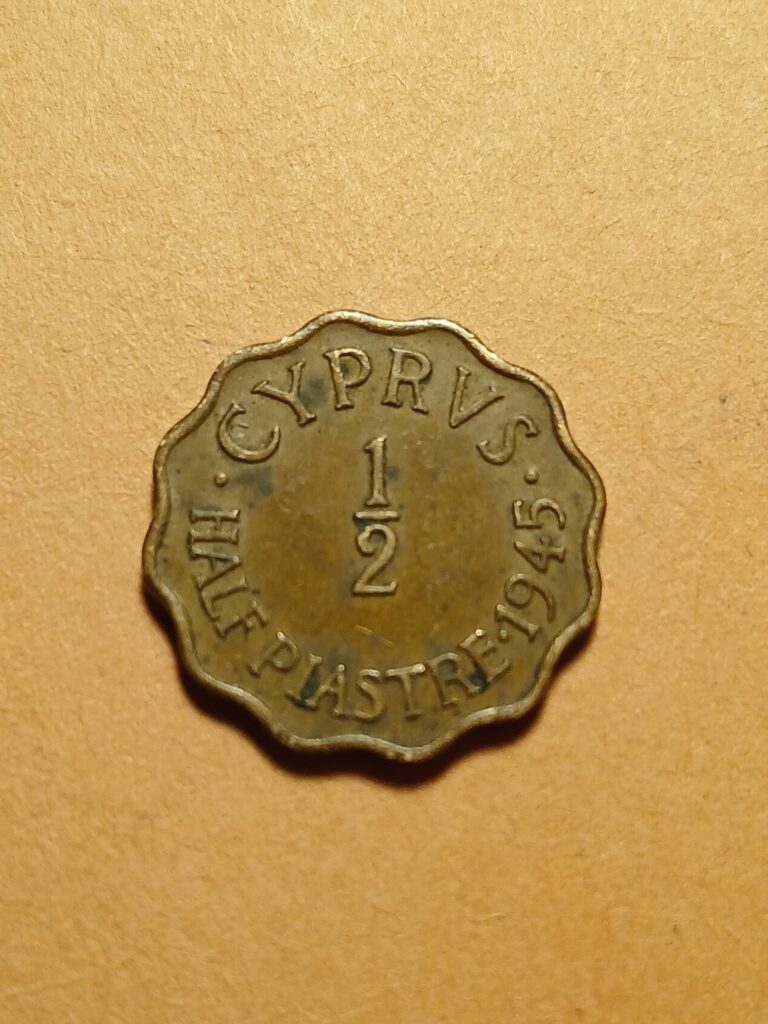 · CYPRVS ·
1
2
HALF PIASTRE · 1945